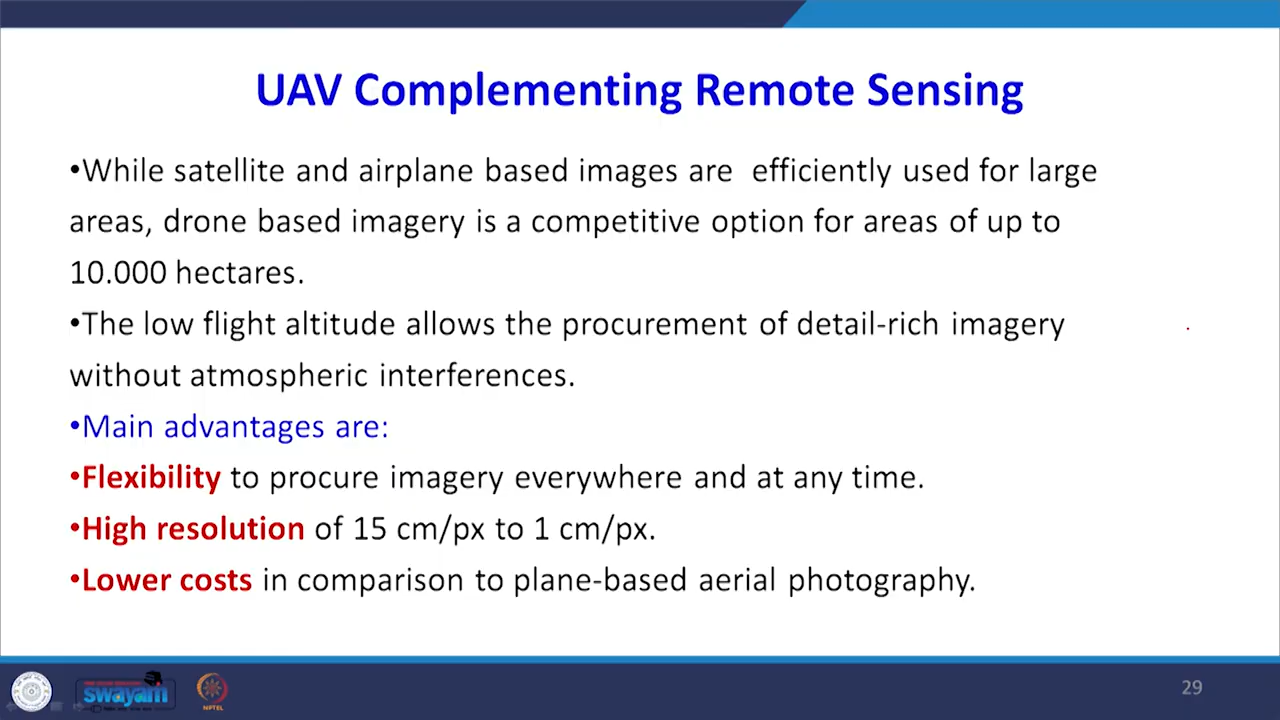 UAV Complementing Remote Sensing
•While satellite and airplane based images are efficiently used for large
areas, drone based imagery is a competitive option for areas of up to
10.000 hectares.
•The low flight altitude allows the procurement of detail-rich imagery
without atmospheric interferences.
•Main advantages are:
•Flexibility to procure imagery everywhere and at any time.
•High resolution of 15 cm/px to 1 cm/px.
•Lower costs in comparison to plane-based aerial photography.
swayam
NPTEL
29